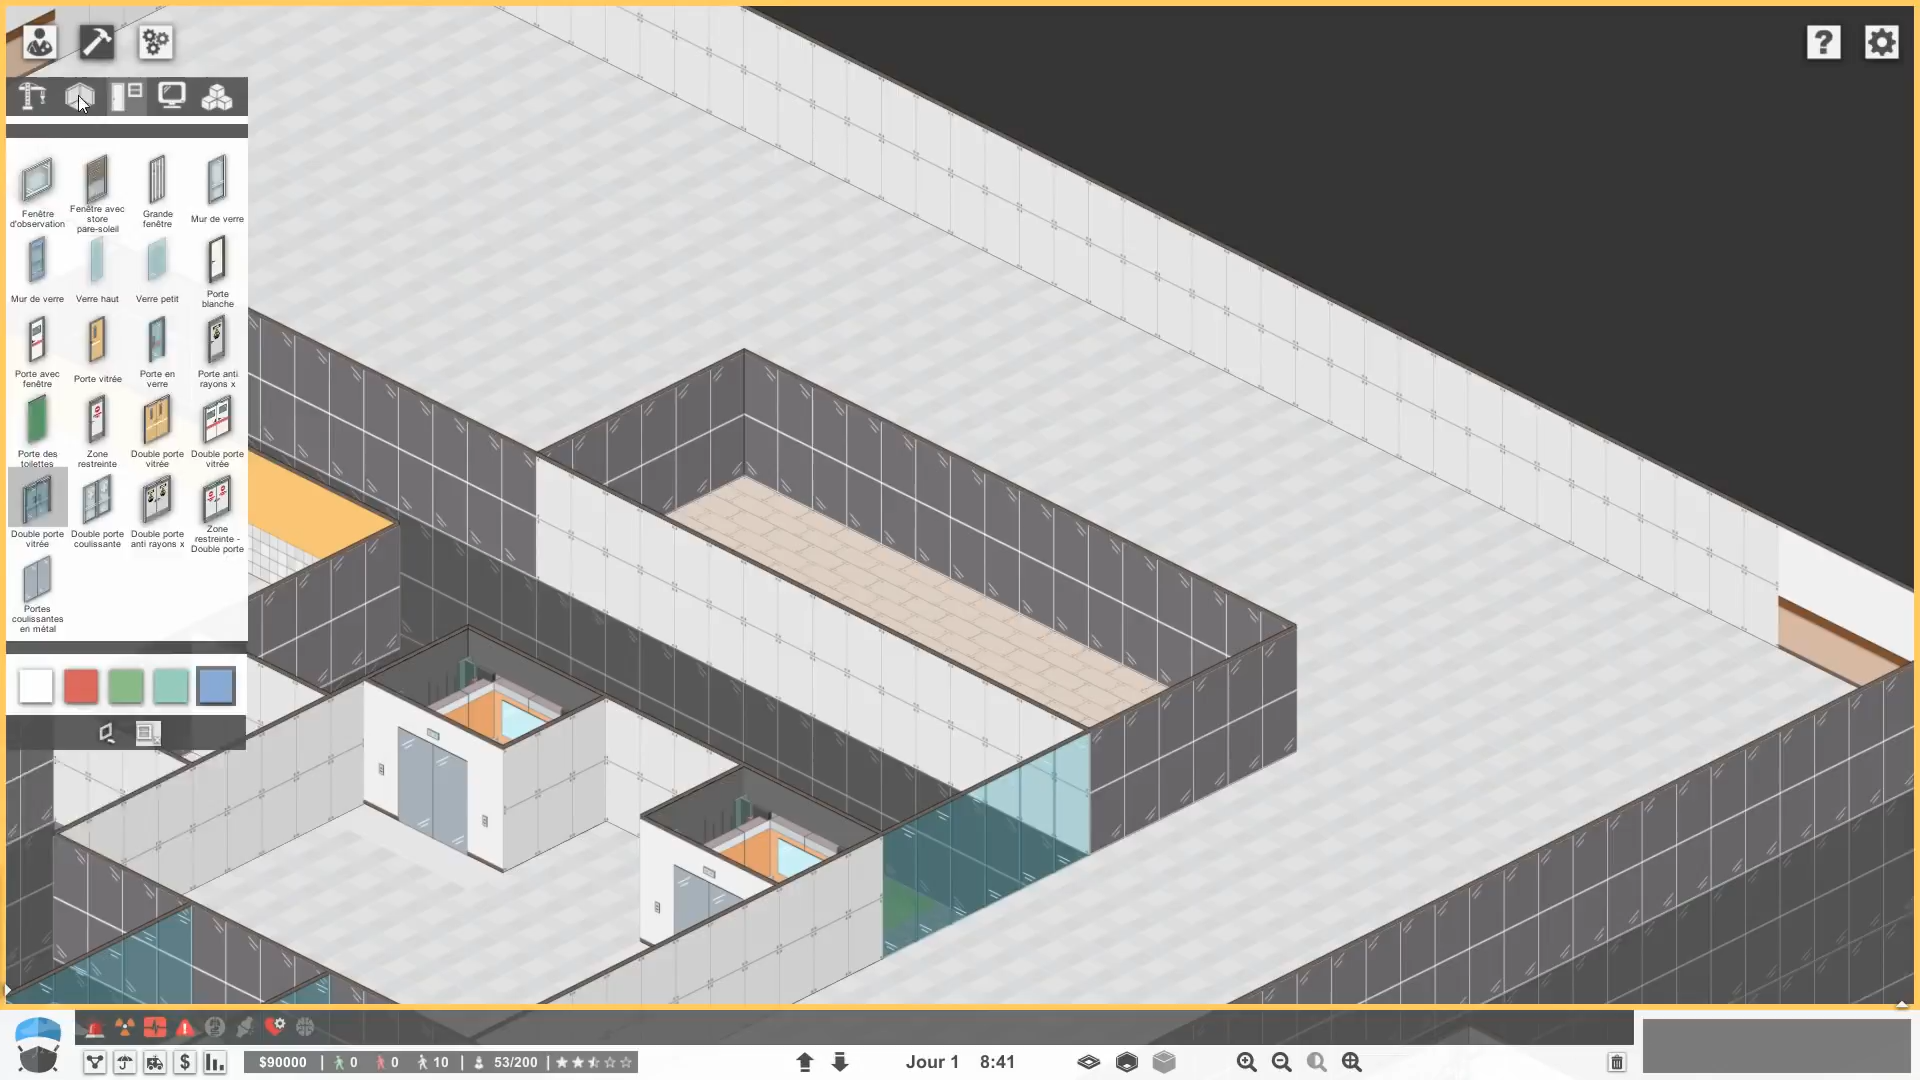 ?
Fenêtre d'observation
Fenêtre avec store pare-soleil
Grande fenêtre
Mur de verre
Mur de verre
Verre haut
Verre petit
Porte blanche
Porte avec fenêtre
Porte vitrée
Porte en verre
Porte anti rayons x
Porte des toilettes
Zone restreinte
Double porte vitrée
Double porte vitrée
Double porte vitrée
Double porte coulissante
Double porte anti rayons x
Zone restreinte - Double porte
Portes coulissantes en métal
$90000 | 0 0 10 | 53/200 |
Jour 1 8:41